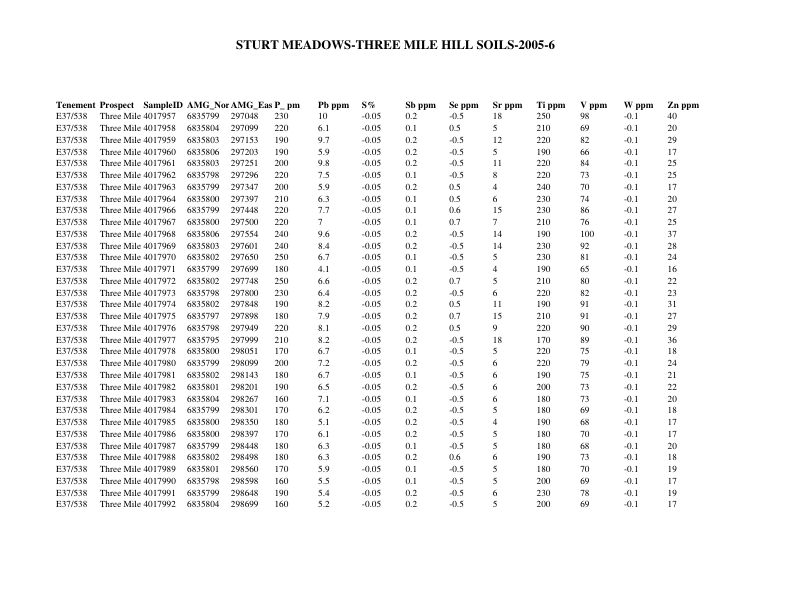 STURT MEADOWS-THREE MILE HILL SOILS-2005-6
Tenement Prospect SampleID AMG_Nor AMG_Eas P_ pm Pb ppm S% Sb ppm Se ppm Sr ppm Ti ppm V ppm W ppm Zn ppm
E37/538 Three Mile 4017957 6835799 297048 230 10 -0.05 0.2 -0.5 18 250 98 -0.1 40
E37/538 Three Mile 4017958 6835804 297099 220 6.1 -0.05 0.1 0.5 5 210 69 -0.1 20
E37/538 Three Mile 4017959 6835803 297153 190 9.7 -0.05 0.2 -0.5 12 220 82 -0.1 29
E37/538 Three Mile 4017960 6835806 297203 190 5.9 -0.05 0.2 -0.5 5 190 66 -0.1 17
E37/538 Three Mile 4017961 6835803 297251 200 9.8 -0.05 0.2 -0.5 11 220 84 -0.1 25
E37/538 Three Mile 4017962 6835798 297296 220 7.5 -0.05 0.1 -0.5 8 220 73 -0.1 25
E37/538 Three Mile 4017963 6835799 297347 200 5.9 -0.05 0.2 0.5 4 240 70 -0.1 17
E37/538 Three Mile 4017964 6835800 297397 210 6.3 -0.05 0.1 0.5 6 230 74 -0.1 20
E37/538 Three Mile 4017966 6835799 297448 220 7.7 -0.05 0.1 0.6 15 230 86 -0.1 27
E37/538 Three Mile 4017967 6835800 297500 220 7 -0.05 0.1 0.7 7 210 76 -0.1 25
E37/538 Three Mile 4017968 6835806 297554 240 9.6 -0.05 0.2 -0.5 14 190 100 -0.1 37
E37/538 Three Mile 4017969 6835803 297601 240 8.4 -0.05 0.2 -0.5 14 230 92 -0.1 28
E37/538 Three Mile 4017970 6835802 297650 250 6.7 -0.05 0.1 -0.5 5 230 81 -0.1 24
E37/538 Three Mile 4017971 6835799 297699 180 4.1 -0.05 0.1 -0.5 4 190 65 -0.1 16
E37/538 Three Mile 4017972 6835802 297748 250 6.6 -0.05 0.2 0.7 5 210 80 -0.1 22
E37/538 Three Mile 4017973 6835798 297800 230 6.4 -0.05 0.2 -0.5 6 220 82 -0.1 23
E37/538 Three Mile 4017974 6835802 297848 190 8.2 -0.05 0.2 0.5 11 190 91 -0.1 31
E37/538 Three Mile 4017975 6835797 297898 180 7.9 -0.05 0.2 0.7 15 210 91 -0.1 27
E37/538 Three Mile 4017976 6835798 297949 220 8.1 -0.05 0.2 0.5 9 220 90 -0.1 29
E37/538 Three Mile 4017977 6835795 297999 210 8.2 -0.05 0.2 -0.5 18 170 89 -0.1 36
E37/538 Three Mile 4017978 6835800 298051 170 6.7 -0.05 0.1 -0.5 5 220 75 -0.1 18
E37/538 Three Mile 4017980 6835799 298099 200 7.2 -0.05 0.2 -0.5 6 220 79 -0.1 24
E37/538 Three Mile 4017981 6835802 298143 180 6.7 -0.05 0.1 -0.5 6 190 75 -0.1 21
E37/538 Three Mile 4017982 6835801 298201 190 6.5 -0.05 0.2 -0.5 6 200 73 -0.1 22
E37/538 Three Mile 4017983 6835804 298267 160 7.1 -0.05 0.1 -0.5 6 180 73 -0.1 20
E37/538 Three Mile 4017984 6835799 298301 170 6.2 -0.05 0.2 -0.5 5 180 69 -0.1 18
E37/538 Three Mile 4017985 6835800 298350 180 5.1 -0.05 0.2 -0.5 4 190 68 -0.1 17
E37/538 Three Mile 4017986 6835800 298397 170 6.1 -0.05 0.2 -0.5 5 180 70 -0.1 17
E37/538 Three Mile 4017987 6835799 298448 180 6.3 -0.05 0.1 -0.5 5 180 68 -0.1 20
E37/538 Three Mile 4017988 6835802 298498 180 6.3 -0.05 0.2 0.6 6 190 73 -0.1 18
E37/538 Three Mile 4017989 6835801 298560 170 5.9 -0.05 0.1 -0.5 5 180 70 -0.1 19
E37/538 Three Mile 4017990 6835798 298598 160 5.5 -0.05 0.1 -0.5 5 200 69 -0.1 17
E37/538 Three Mile 4017991 6835799 298648 190 5.4 -0.05 0.2 -0.5 6 230 78 -0.1 19
E37/538 Three Mile 4017992 6835804 298699 160 5.2 -0.05 0.2 -0.5 5 200 69 -0.1 17